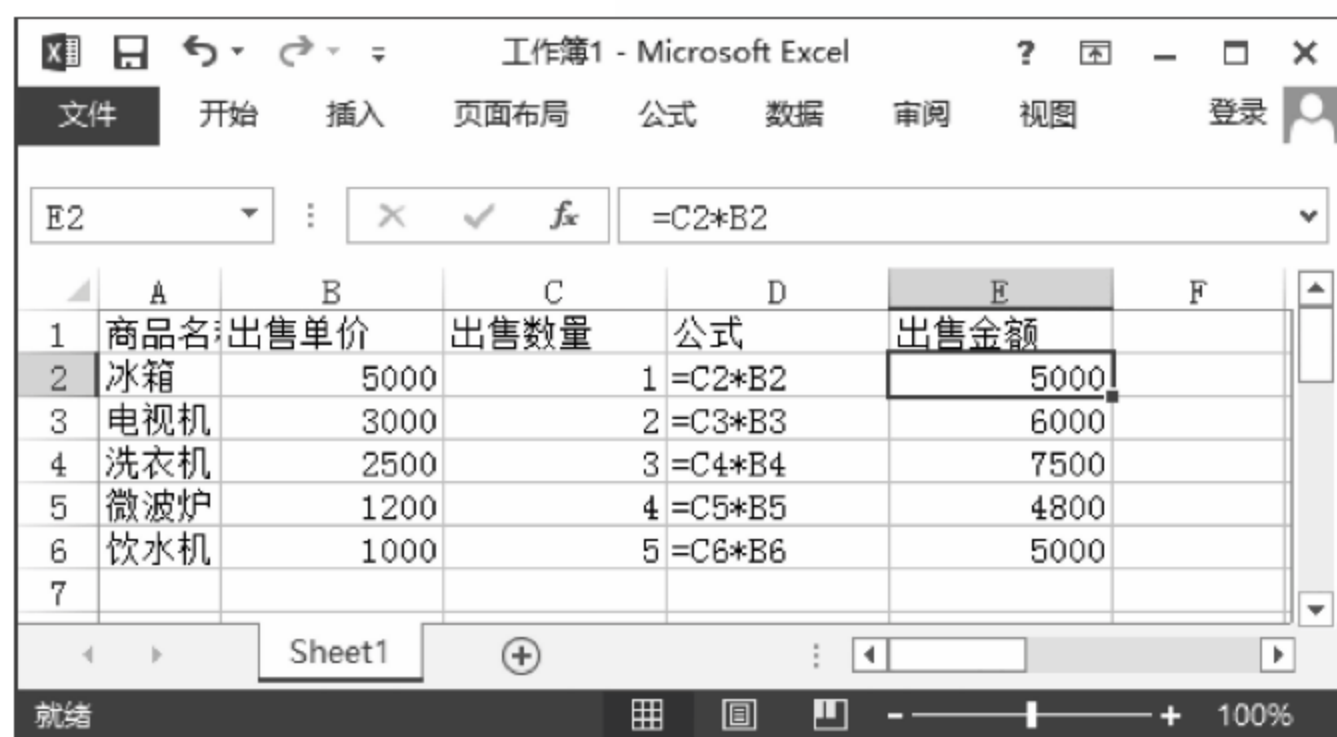 工作簿1 - Microsoft Excel ?
文件 开始 插入 页面布局 公式 数据 审阅 视图 登录
E2 fx =C2*B2
A B C D E F
1 商品名 出售单价 出售数量 公式 出售金额
2 冰箱 5000 1 =C2*B2 5000
3 电视机 3000 2 =C3*B3 6000
4 洗衣机 2500 3 =C4*B4 7500
5 微波炉 1200 4 =C5*B5 4800
6 饮水机 1000 5 =C6*B6 5000
7
Sheet1
就绪 100%